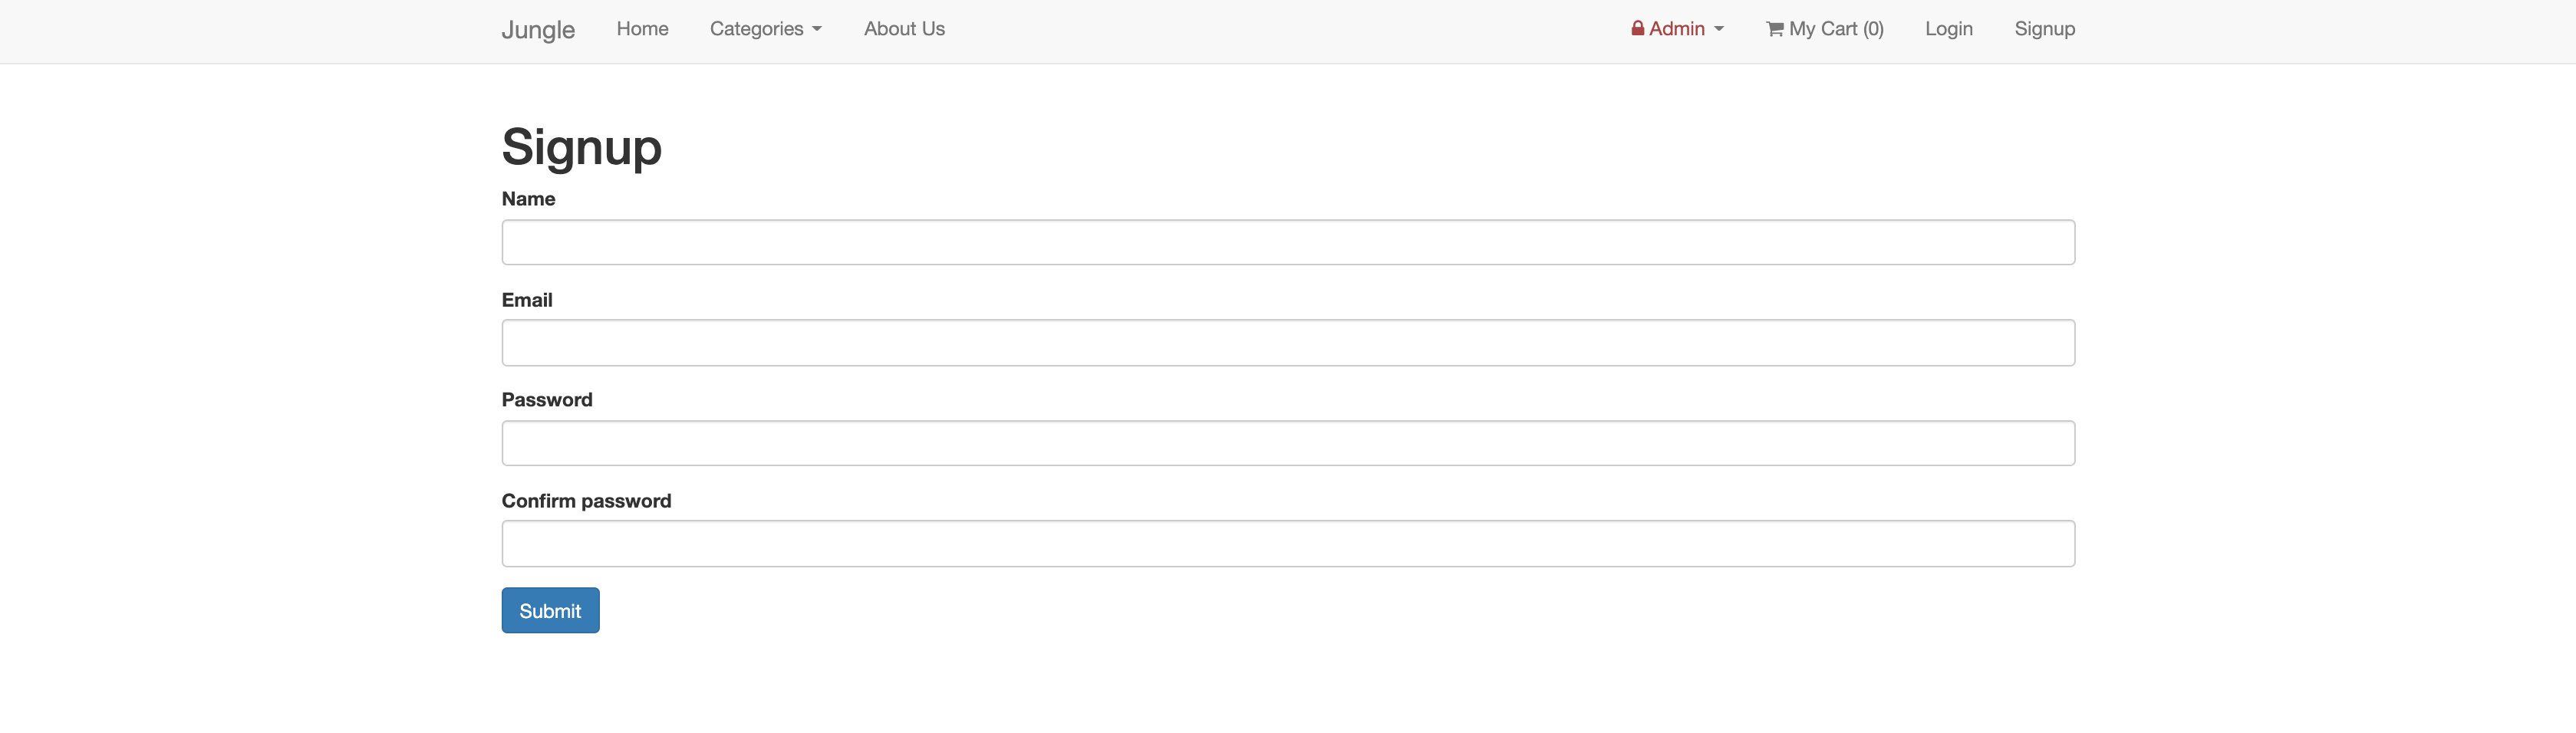 Jungle Home Categories About Us Admin My Cart (0) Login Signup
Signup
Name
Email
Password
Confirm password
Submit